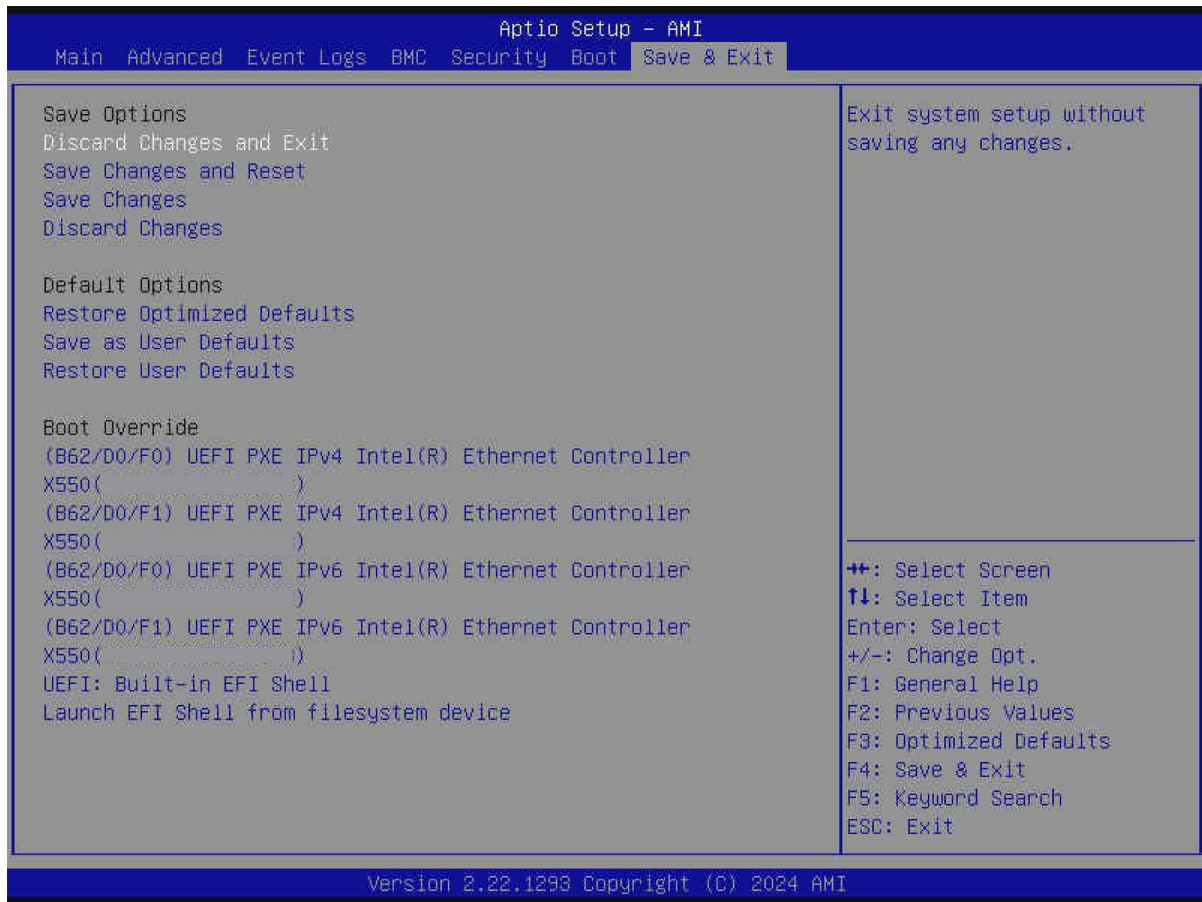 Aptio Setup – AMI
Main Advanced Event Logs BMC Security Boot Save & Exit
Save Options
Discard Changes and Exit
Save Changes and Reset
Save Changes
Discard Changes
Default Options
Restore Optimized Defaults
Save as User Defaults
Restore User Defaults
Boot Override
(B62/D0/F0) UEFI PXE IPv4 Intel(R) Ethernet Controller
X550( )
(B62/D0/F1) UEFI PXE IPv4 Intel(R) Ethernet Controller
X550( )
(B62/D0/F0) UEFI PXE IPv6 Intel(R) Ethernet Controller
X550( )
(B62/D0/F1) UEFI PXE IPv6 Intel(R) Ethernet Controller
X550( )
UEFI: Built-in EFI Shell
Launch EFI Shell from filesystem device
Exit system setup without
saving any changes.
→←: Select Screen
↑↓: Select Item
Enter: Select
+/-: Change Opt.
F1: General Help
F2: Previous Values
F3: Optimized Defaults
F4: Save & Exit
F5: Keyword Search
ESC: Exit
Version 2.22.1293 Copyright (C) 2024 AMI